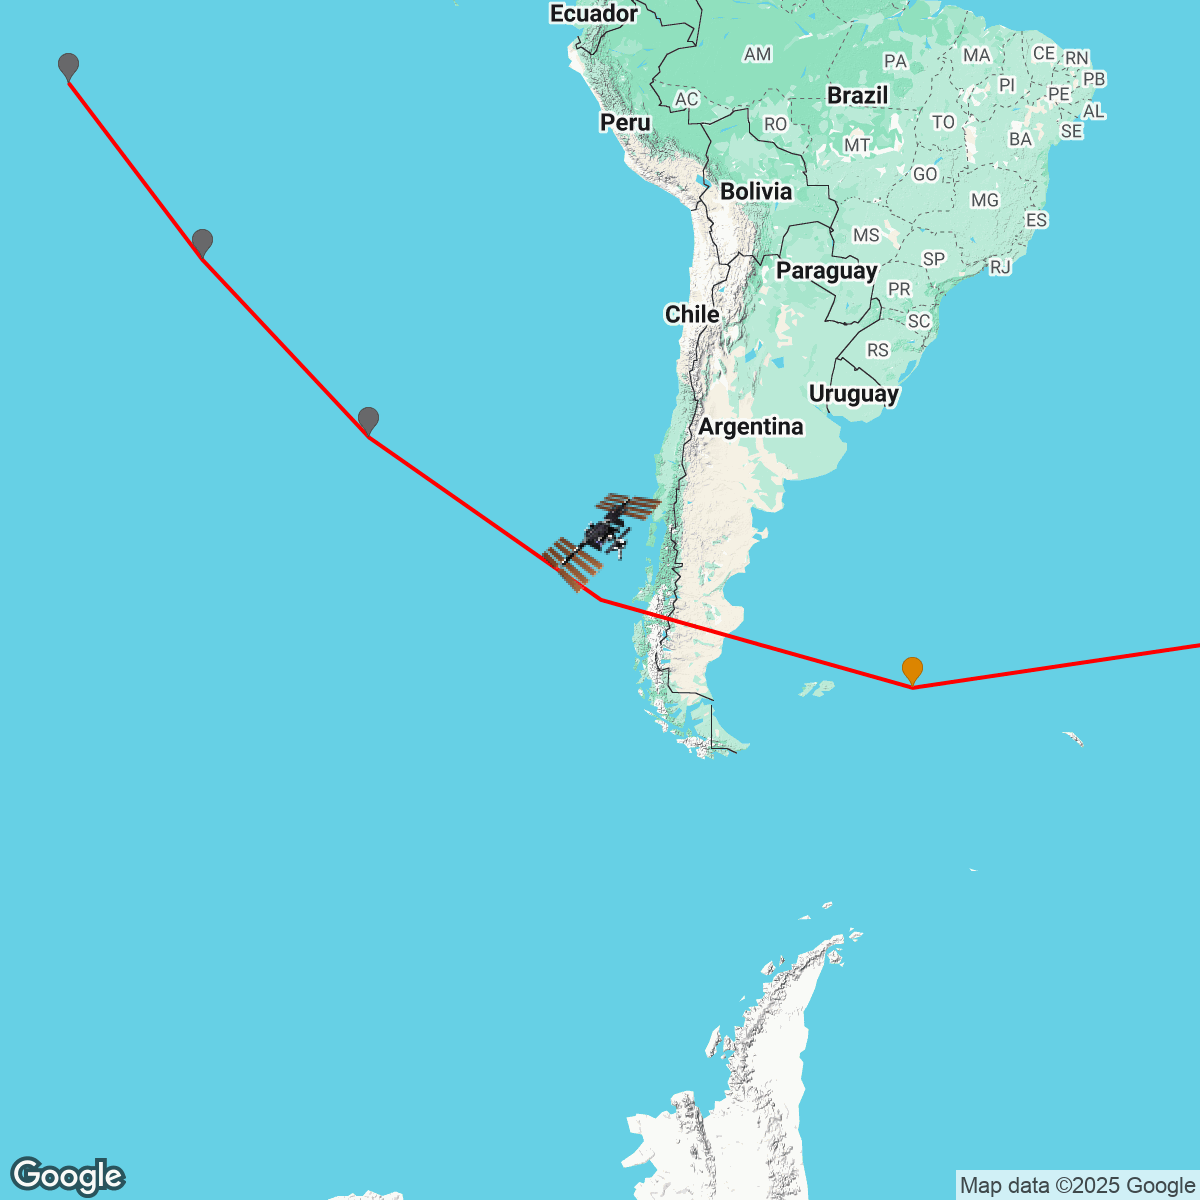 Ecuador
AM
PA
MA
CE
RN
PI
PB
PE
AC
Brazil
AL
Peru
RO
TO
SE
MT
BA
GO
Bolivia
MG
MS
ES
SP
RJ
Paraguay
PR
Chile
SC
RS
Uruguay
Argentina
Google
Map data ©2025 Google